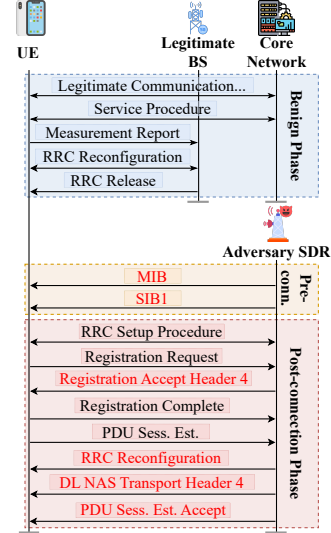 UE
Legitimate
BS
Core
Network
Legitimate Communication...
Service Procedure
Measurement Report
RRC Reconfiguration
RRC Release
Benign Phase
Adversary SDR
MIB
SIB1
Pre-
conn.
RRC Setup Procedure
Registration Request
Registration Accept Header 4
Registration Complete
PDU Sess. Est.
RRC Reconfiguration
DL NAS Transport Header 4
PDU Sess. Est. Accept
Post-connection Phase